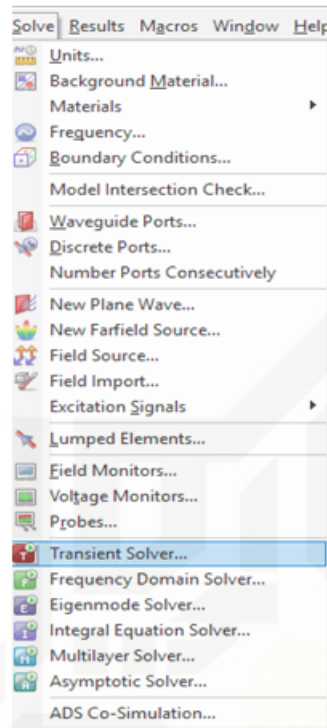 Solve Results Macros Window Help
Units...
Background Material...
Materials
Frequency...
Boundary Conditions...
Model Intersection Check...
Waveguide Ports...
Discrete Ports...
Number Ports Consecutively
New Plane Wave...
New Farfield Source...
Field Source...
Field Import...
Excitation Signals
Lumped Elements...
Field Monitors...
Voltage Monitors...
Probes...
Transient Solver...
Frequency Domain Solver...
Eigenmode Solver...
Integral Equation Solver...
Multilayer Solver...
Asymptotic Solver...
ADS Co-Simulation...